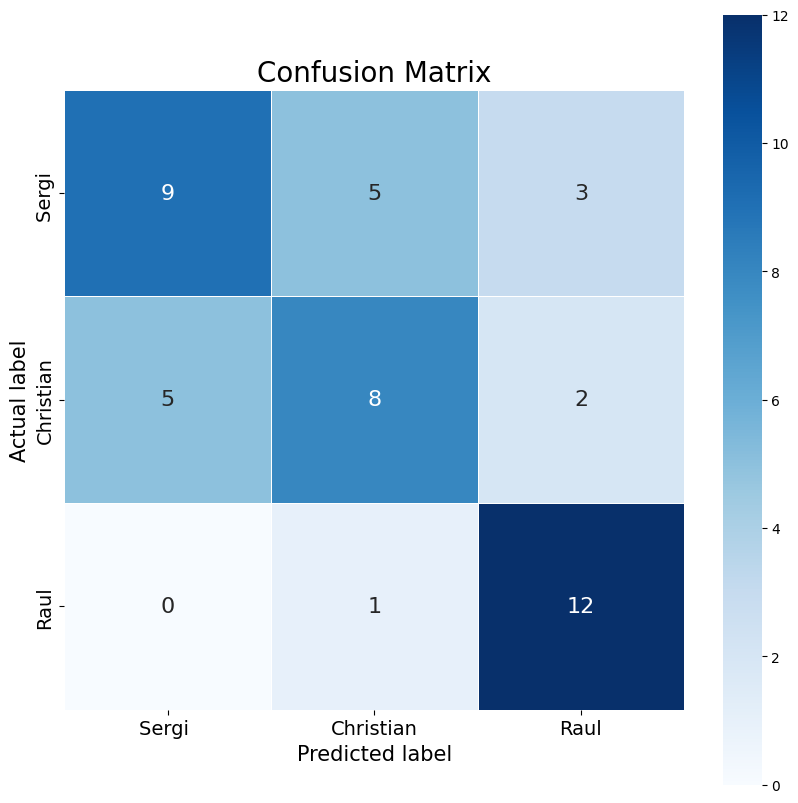 Confusion Matrix
12
10
8
6
4
2
0
Actual label
Sergi
9 5 3
Christian
5 8 2
Raul
0 1 12
Sergi Christian Raul
Predicted label